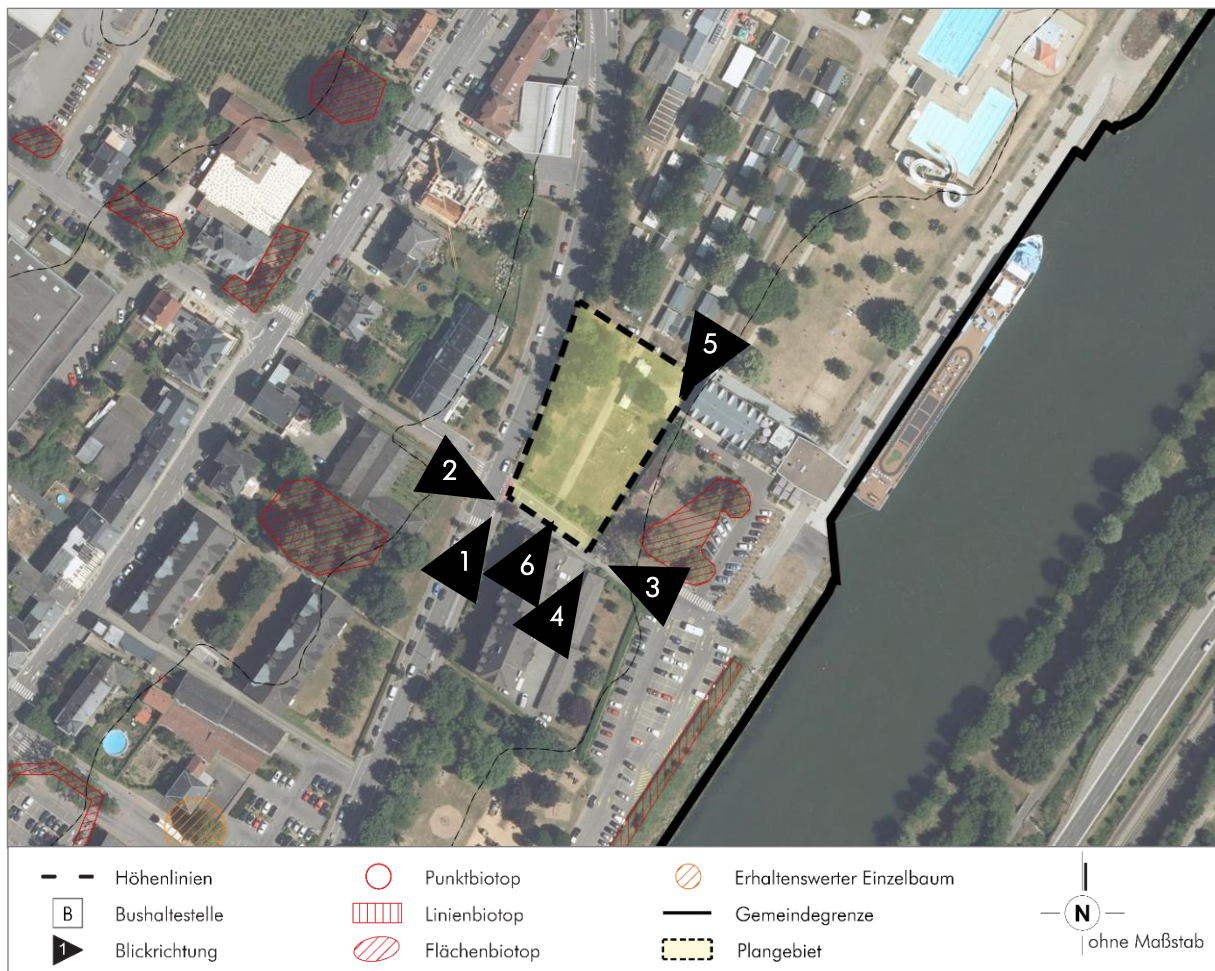 5
2
1
6
3
4
Höhenlinien
Punktbiotop
Erhaltenswerter Einzelbaum
B
Bushaltestelle
Linienbiotop
Gemeindegrenze
1
Blickrichtung
Flächenbiotop
Plangebiet
N
ohne Maßstab